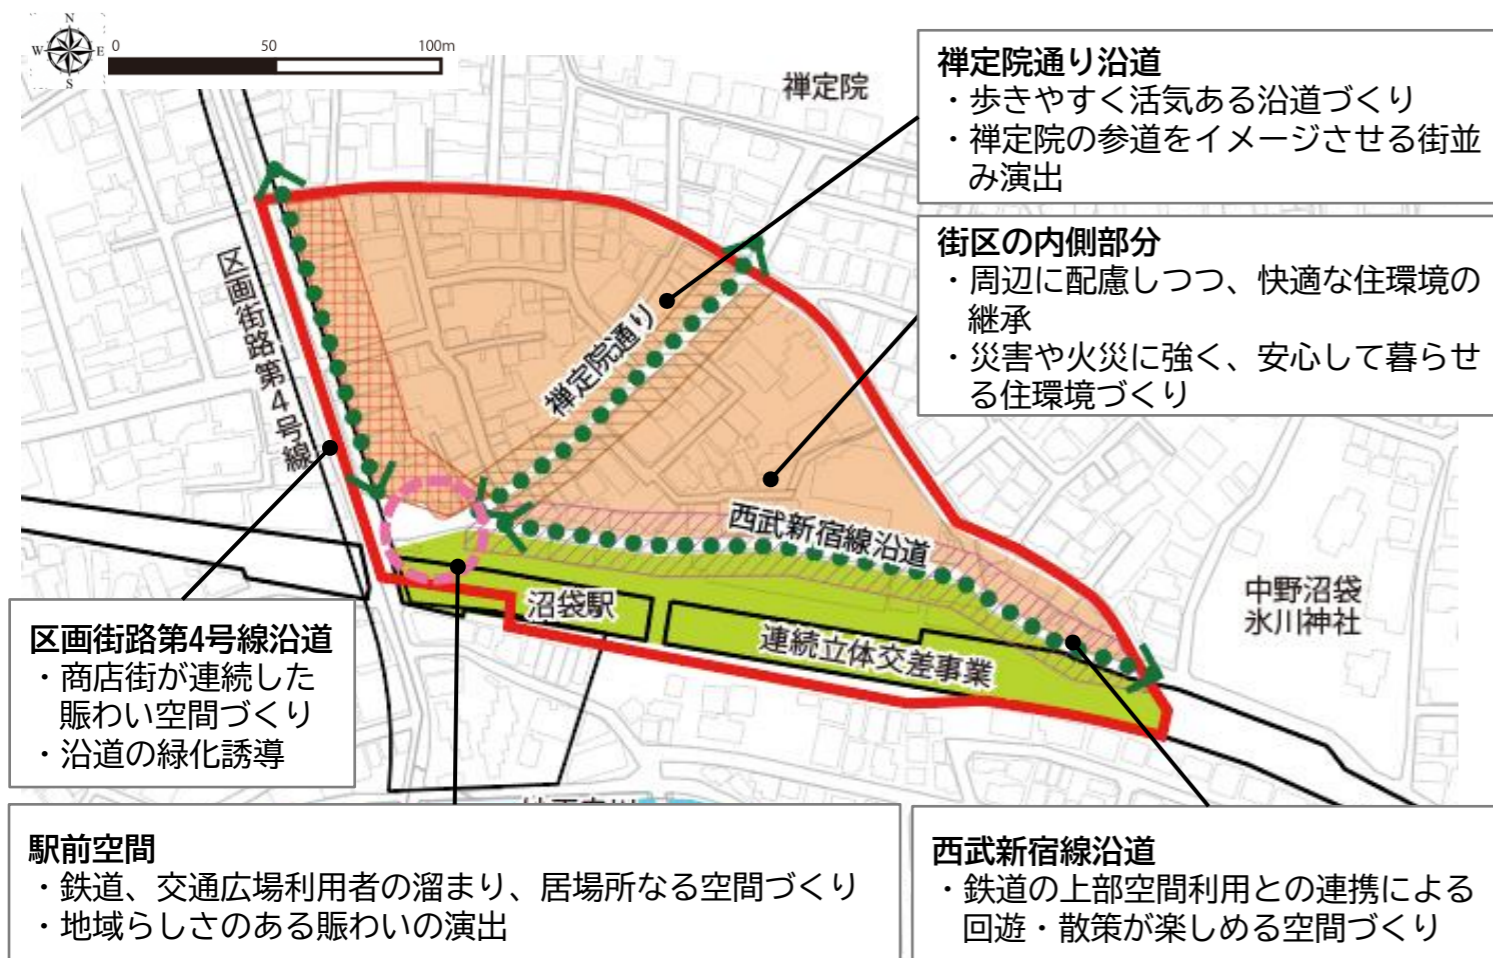 N
W
E
S
0
50
100m
禅定院
禅定院通り沿道
・歩きやすく活気ある沿道づくり
・禅定院の参道をイメージさせる街並
み演出
街区の内側部分
・周辺に配慮しつつ、快適な住環境の
継承
・災害や火災に強く、安心して暮らせ
る住環境づくり
区画街路第4号線
禅定院通り
西武新宿線沿道
沼袋駅
連続立体交差事業
中野沼袋
氷川神社
区画街路第4号線沿道
・商店街が連続した
賑わい空間づくり
・沿道の緑化誘導
駅前空間
・鉄道、交通広場利用者の溜まり、居場所なる空間づくり
・地域らしさのある賑わいの演出
西武新宿線沿道
・鉄道の上部空間利用との連携による
回遊・散策が楽しめる空間づくり